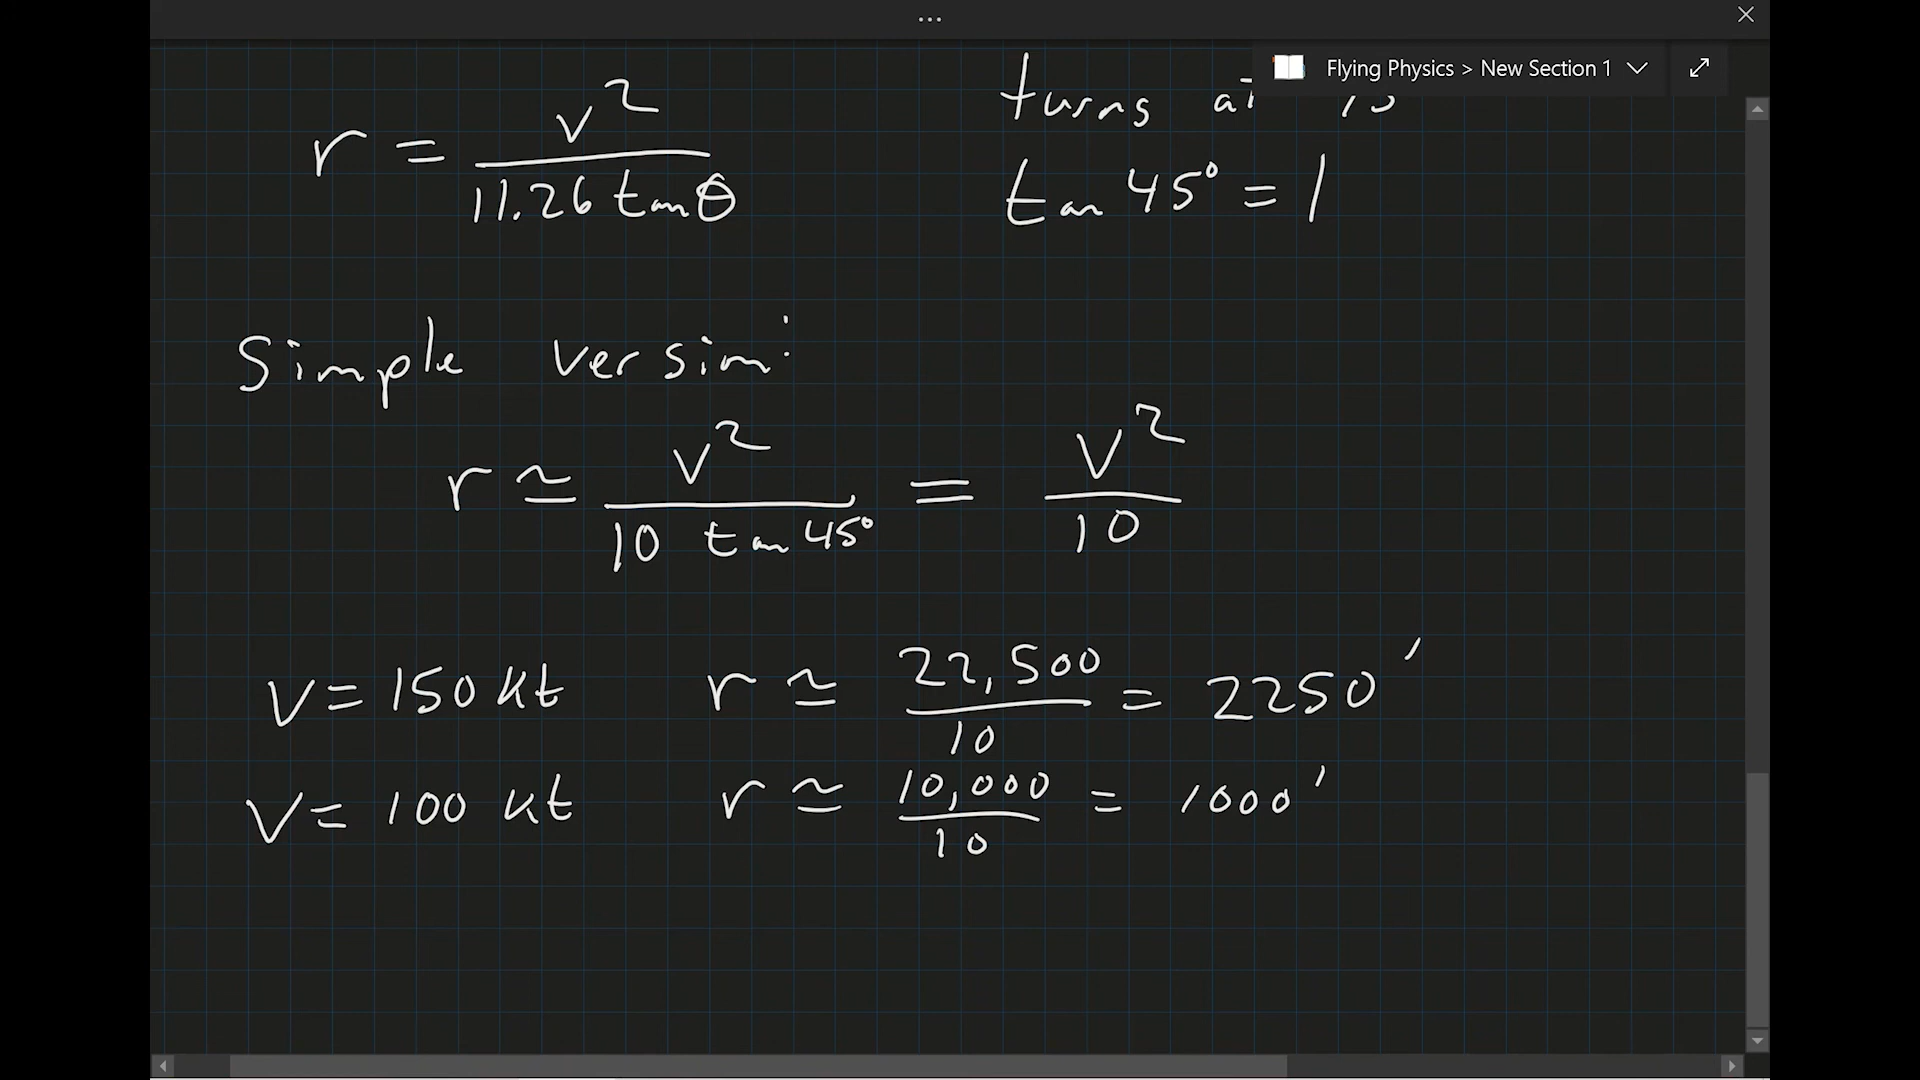 ...
Flying Physics > New Section 1
r = v² / 11.26 tan θ
turns at
tan 45° = 1
Simple version:
r ≃ v² / 10 tan 45° = v² / 10
V = 150 kt r ≃ 22,500 / 10 = 2250'
V = 100 kt r ≃ 10,000 / 10 = 1000'